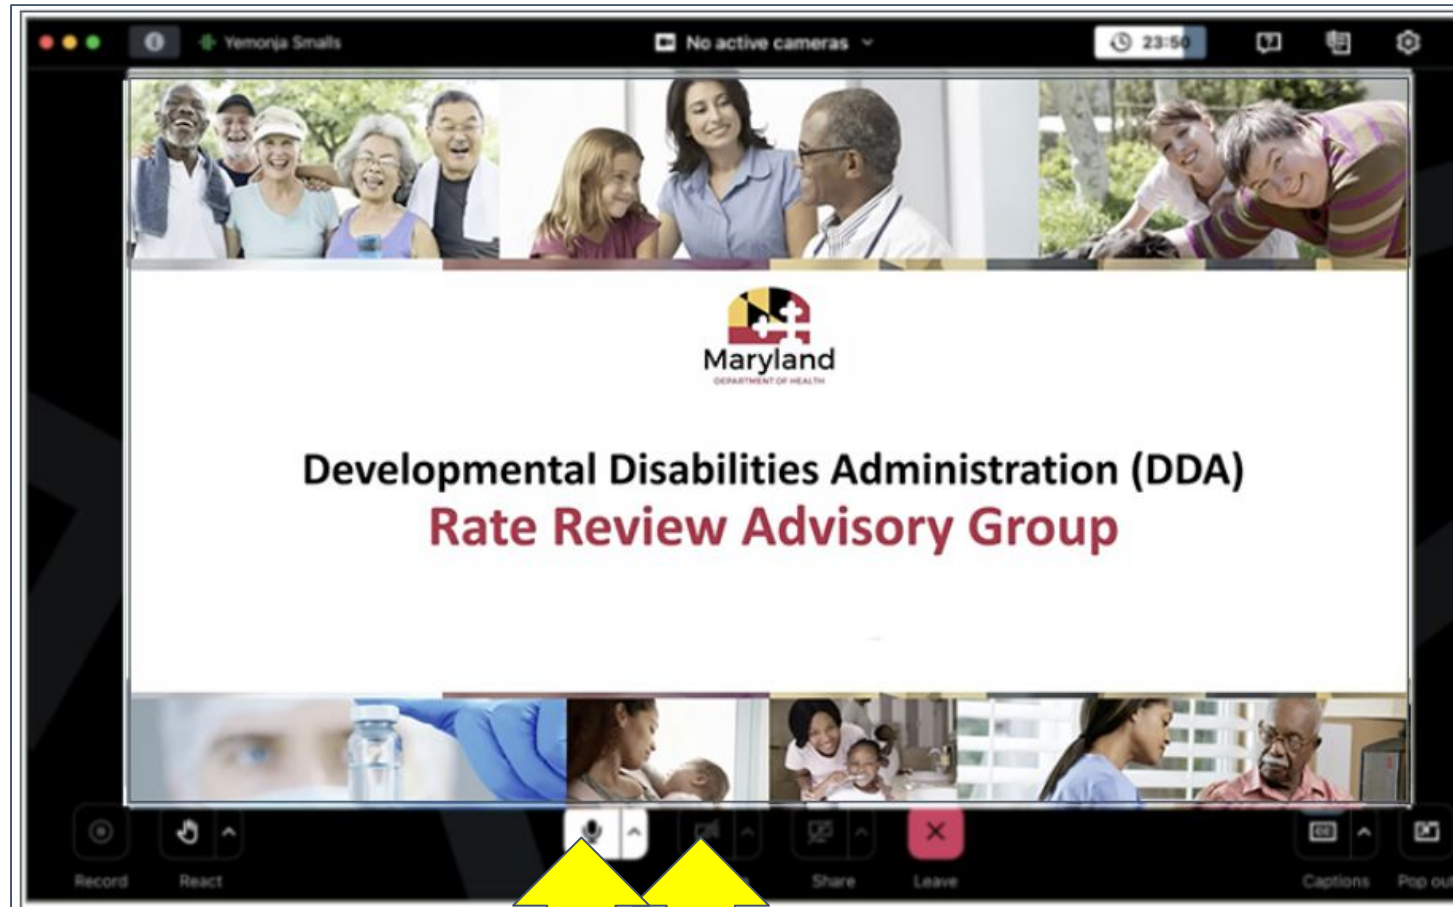 Yemonja Smalls
No active cameras
23:50
Maryland
DEPARTMENT OF HEALTH
Developmental Disabilities Administration (DDA)
Rate Review Advisory Group
CC
Record
React
Share
Leave
Captions
Pop out